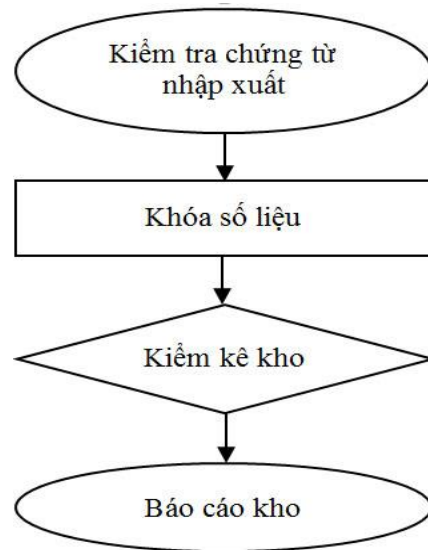 Kiểm tra chứng từ
nhập xuất
Khóa số liệu
Kiểm kê kho
Báo cáo kho